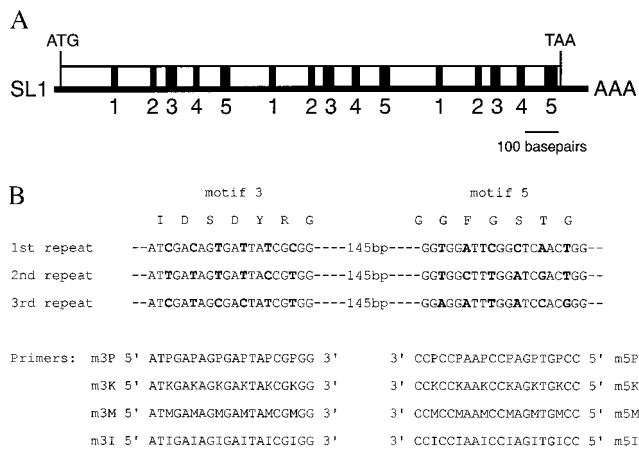 A
ATG TAA
SL1 AAA
1 2 3 4 5 1 2 3 4 5 1 2 3 4 5
100 basepairs
B
motif 3 motif 5
I D S D Y R G G G F G S T G
1st repeat --ATCGACAGTGATTATCGCGG----145bp----GGTGGATTCGGCTCAACTGG--
2nd repeat --ATTGATAGTGATTACCGTGG----145bp----GGTGGCTTTGGATCGACTGG--
3rd repeat --ATCGATAGCGACTATCGTGG----145bp----GGAGGATTTGGATCCACGGG--
Primers: m3P 5' ATPGAPAGPGAPTAPCGPGG 3' 3' CCPCCPAAPCCPAGPTGPCC 5' m5P
m3K 5' ATKGAKAGKGAKTAKCGKGG 3' 3' CCKCCKAAKCCKAGKTGKCC 5' m5K
m3M 5' ATMGAMAGMGAMTAMCGMGG 3' 3' CCMCCMAAMCCMAGMTGMCC 5' m5M
m3I 5' ATIGAIAGIGAITAICGIGG 3' 3' CCICCIAAICCIAGITGICC 5' m5I